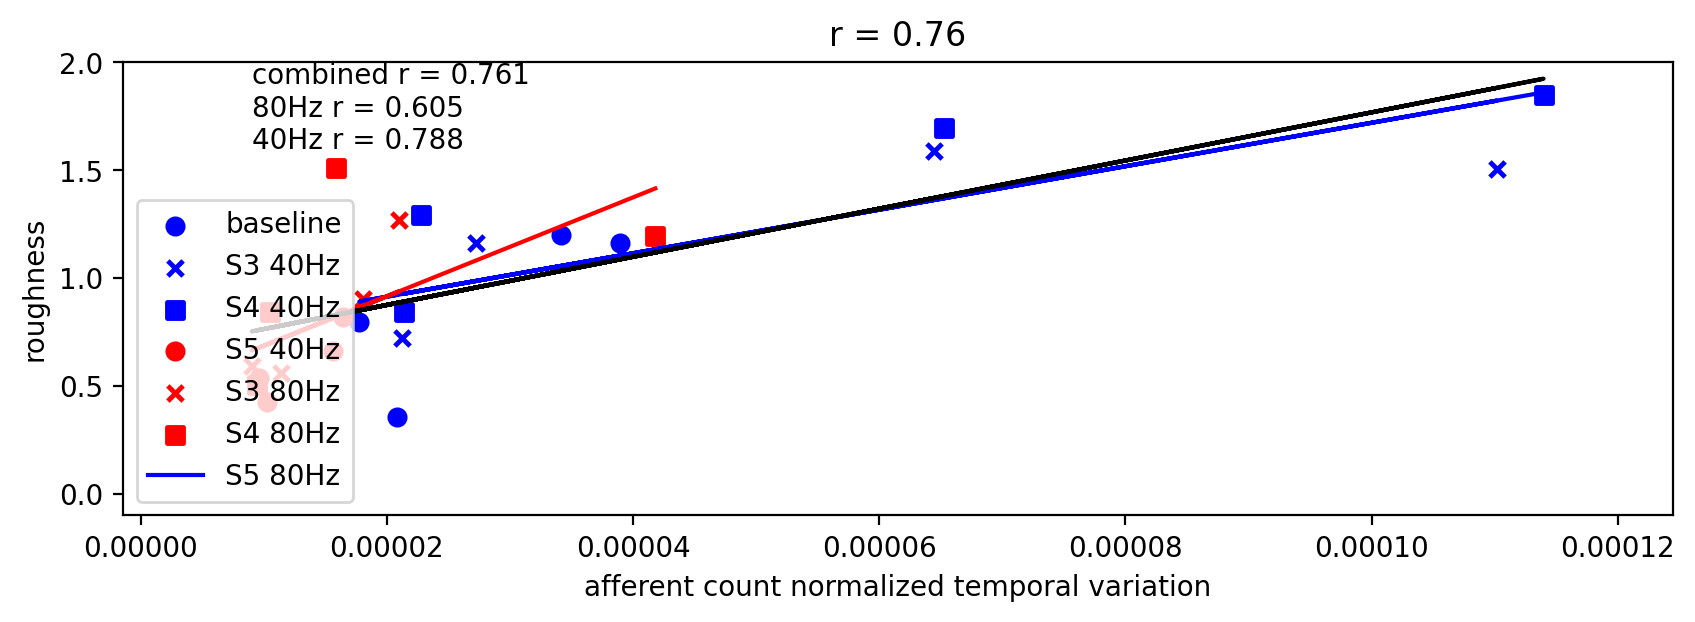 r = 0.76
combined r = 0.761
80Hz r = 0.605
40Hz r = 0.788
2.0
1.5
1.0
0.5
0.0
roughness
baseline
S3 40Hz
S4 40Hz
S5 40Hz
S3 80Hz
S4 80Hz
S5 80Hz
0.00000 0.00002 0.00004 0.00006 0.00008 0.00010 0.00012
afferent count normalized temporal variation